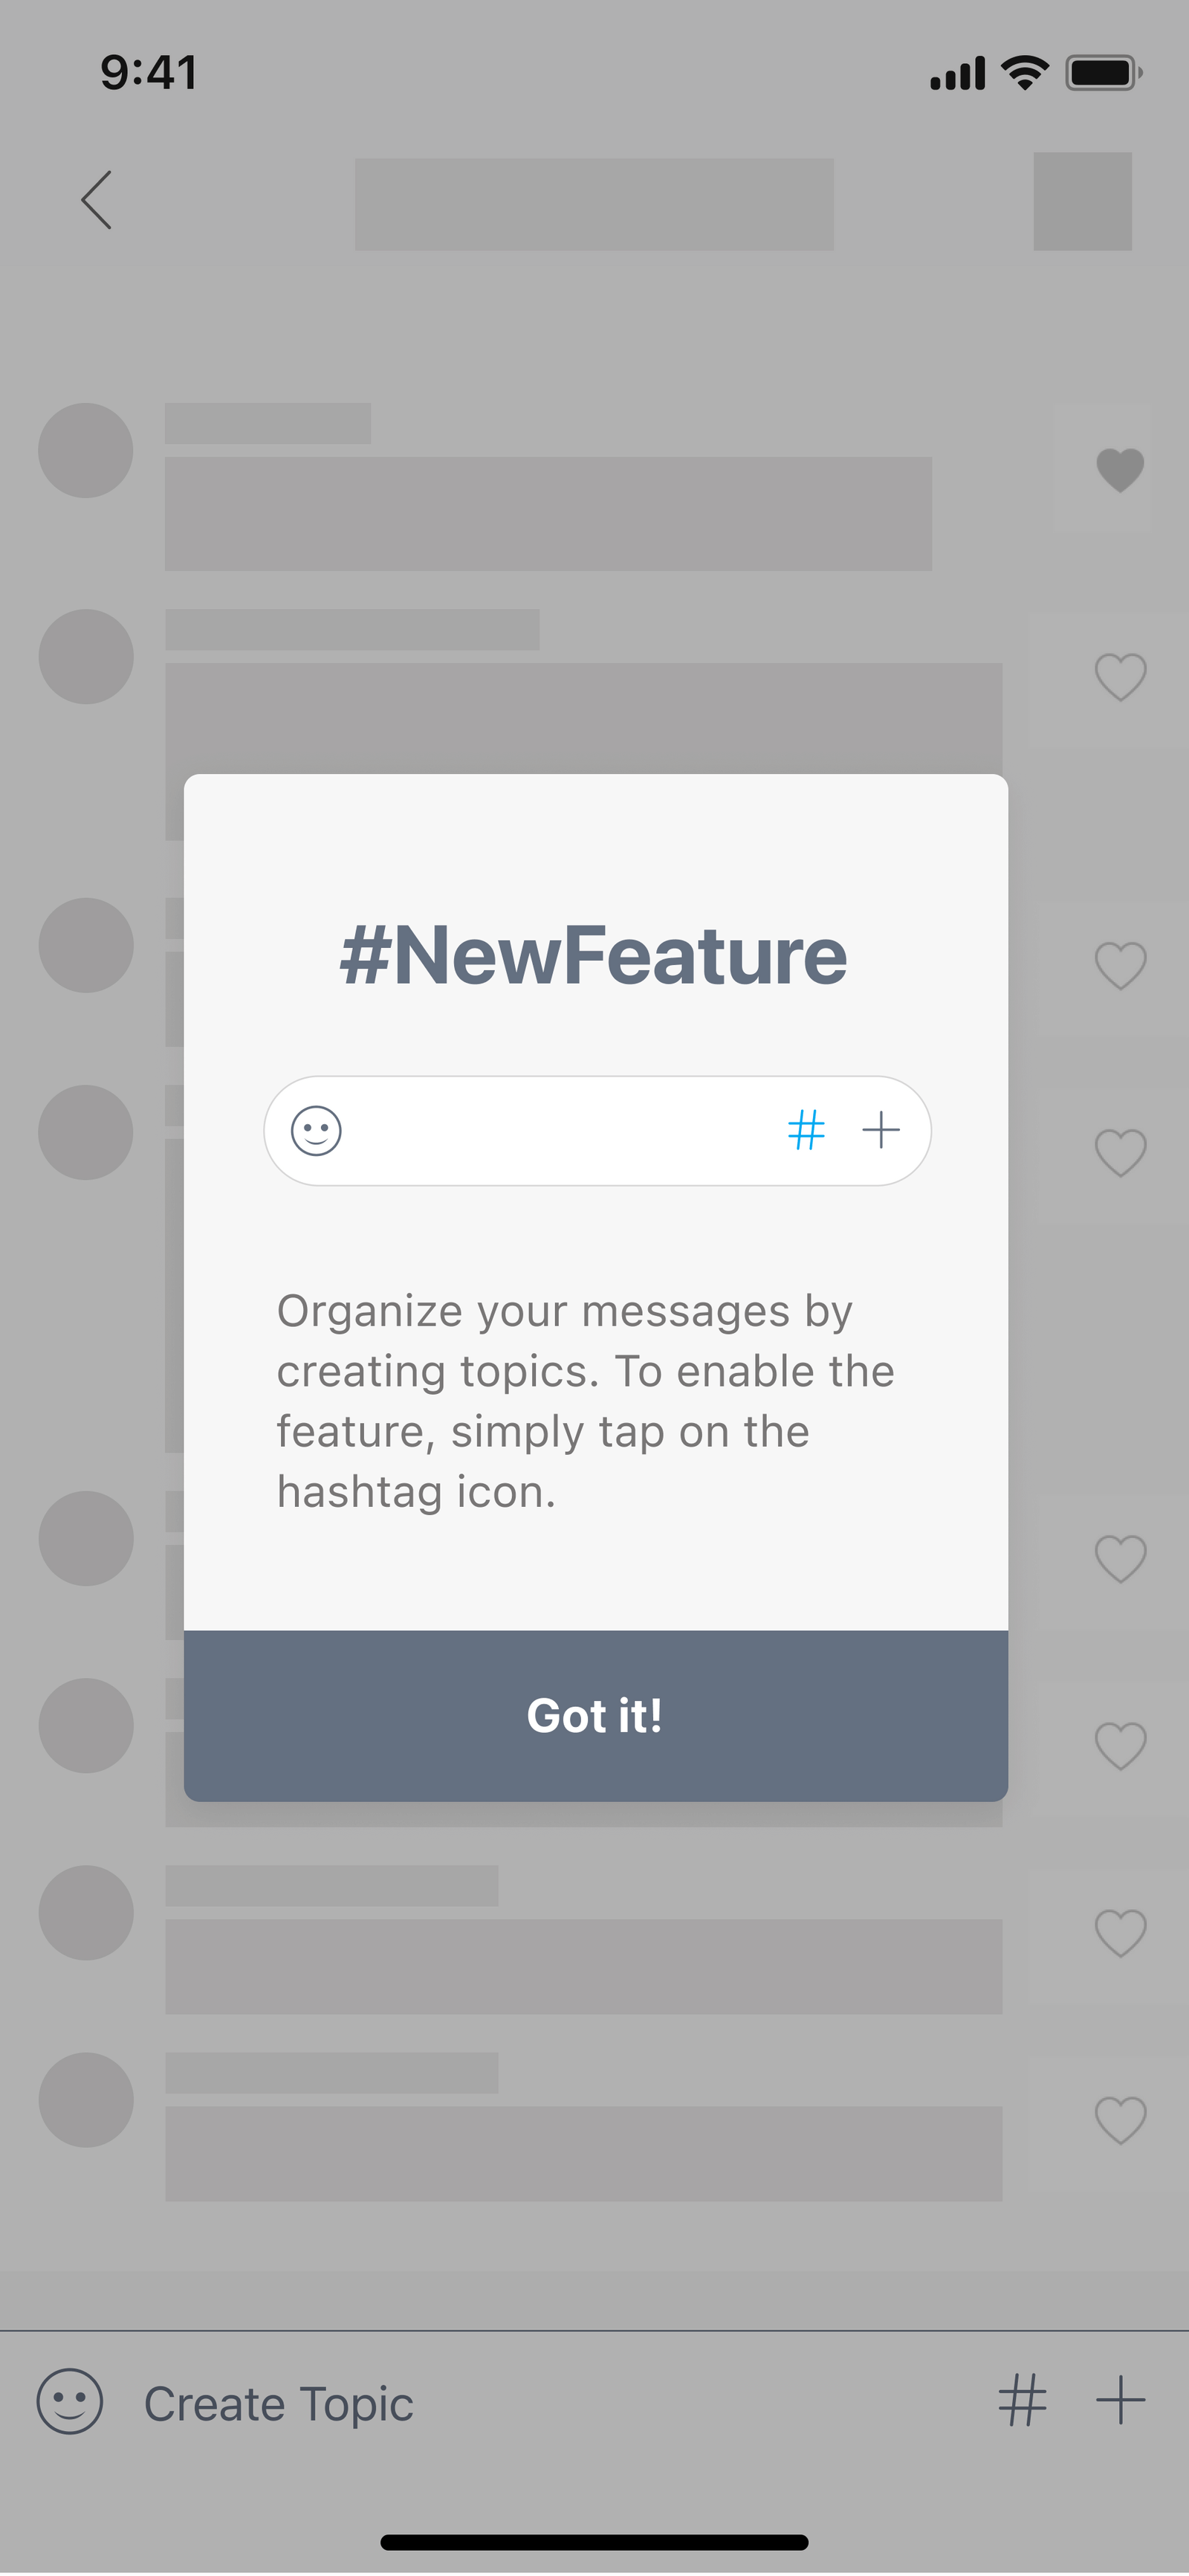 9:41
#NewFeature
Organize your messages by
creating topics. To enable the
feature, simply tap on the
hashtag icon.
Got it!
Create Topic